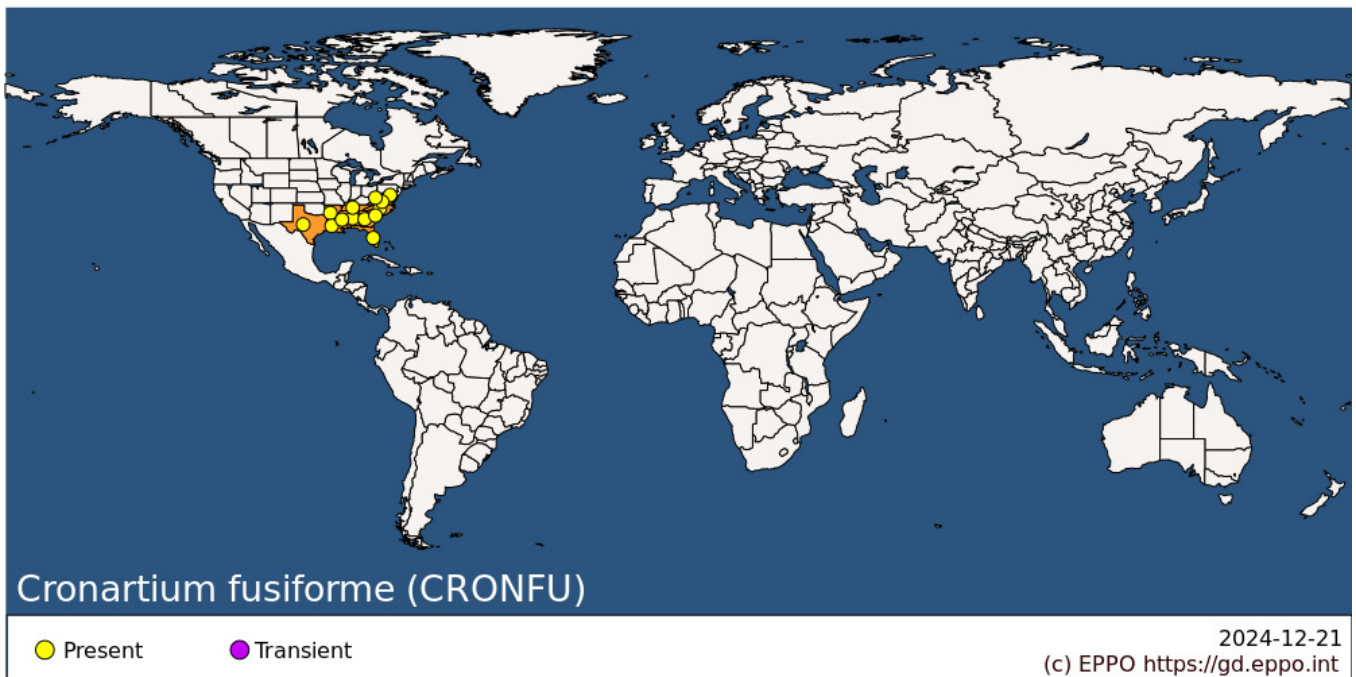 Cronartium fusiforme (CRONFU)
Present
Transient
2024-12-21
(c) EPPO https://gd.eppo.int